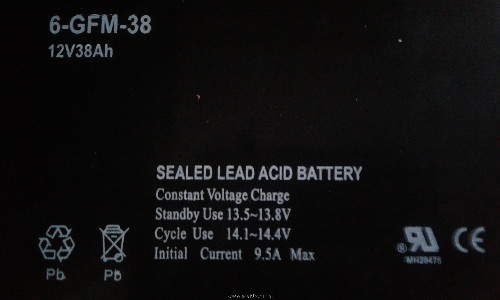 6-GFM-38
12V38Ah
SEALED LEAD ACID BATTERY
Constant Voltage Charge
Standby Use 13.5~13.8V
Cycle Use 14.1~14.4V
Initial Current 9.5A Max
Pb Pb
MH28475